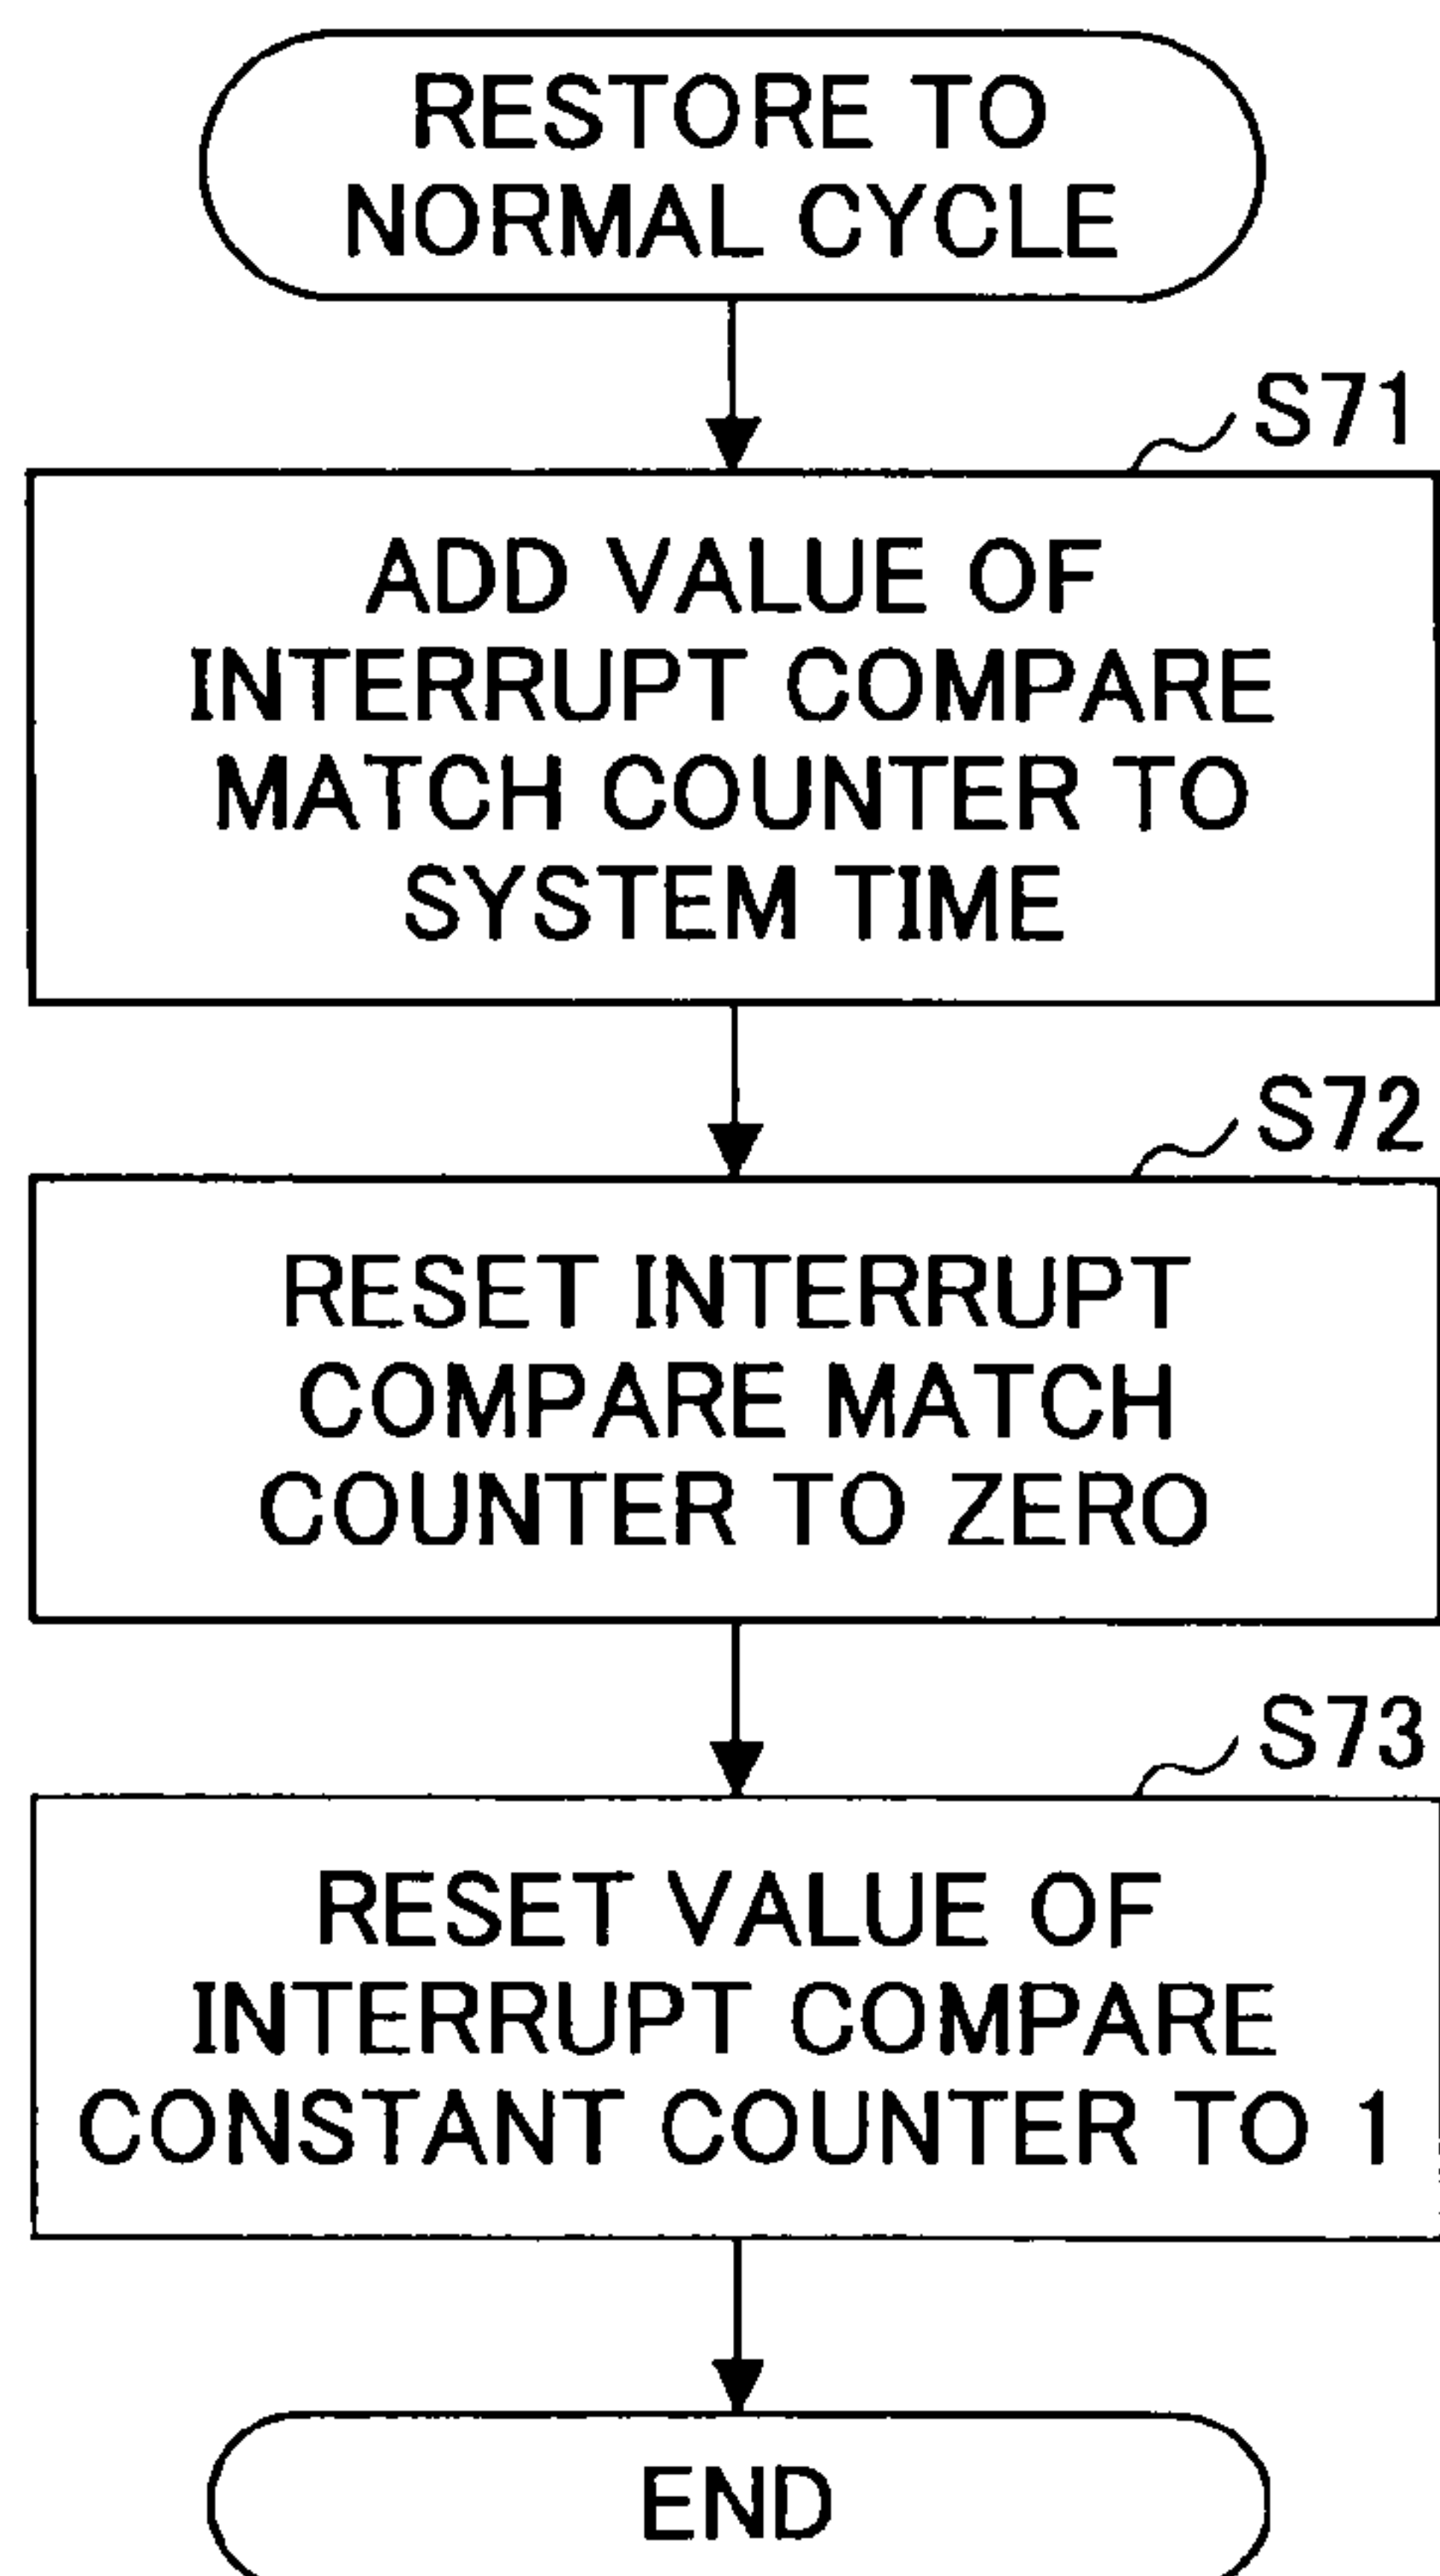 RESTORE TO
NORMAL CYCLE
S71
ADD VALUE OF
INTERRUPT COMPARE
MATCH COUNTER TO
SYSTEM TIME
S72
RESET INTERRUPT
COMPARE MATCH
COUNTER TO ZERO
S73
RESET VALUE OF
INTERRUPT COMPARE
CONSTANT COUNTER TO 1
END